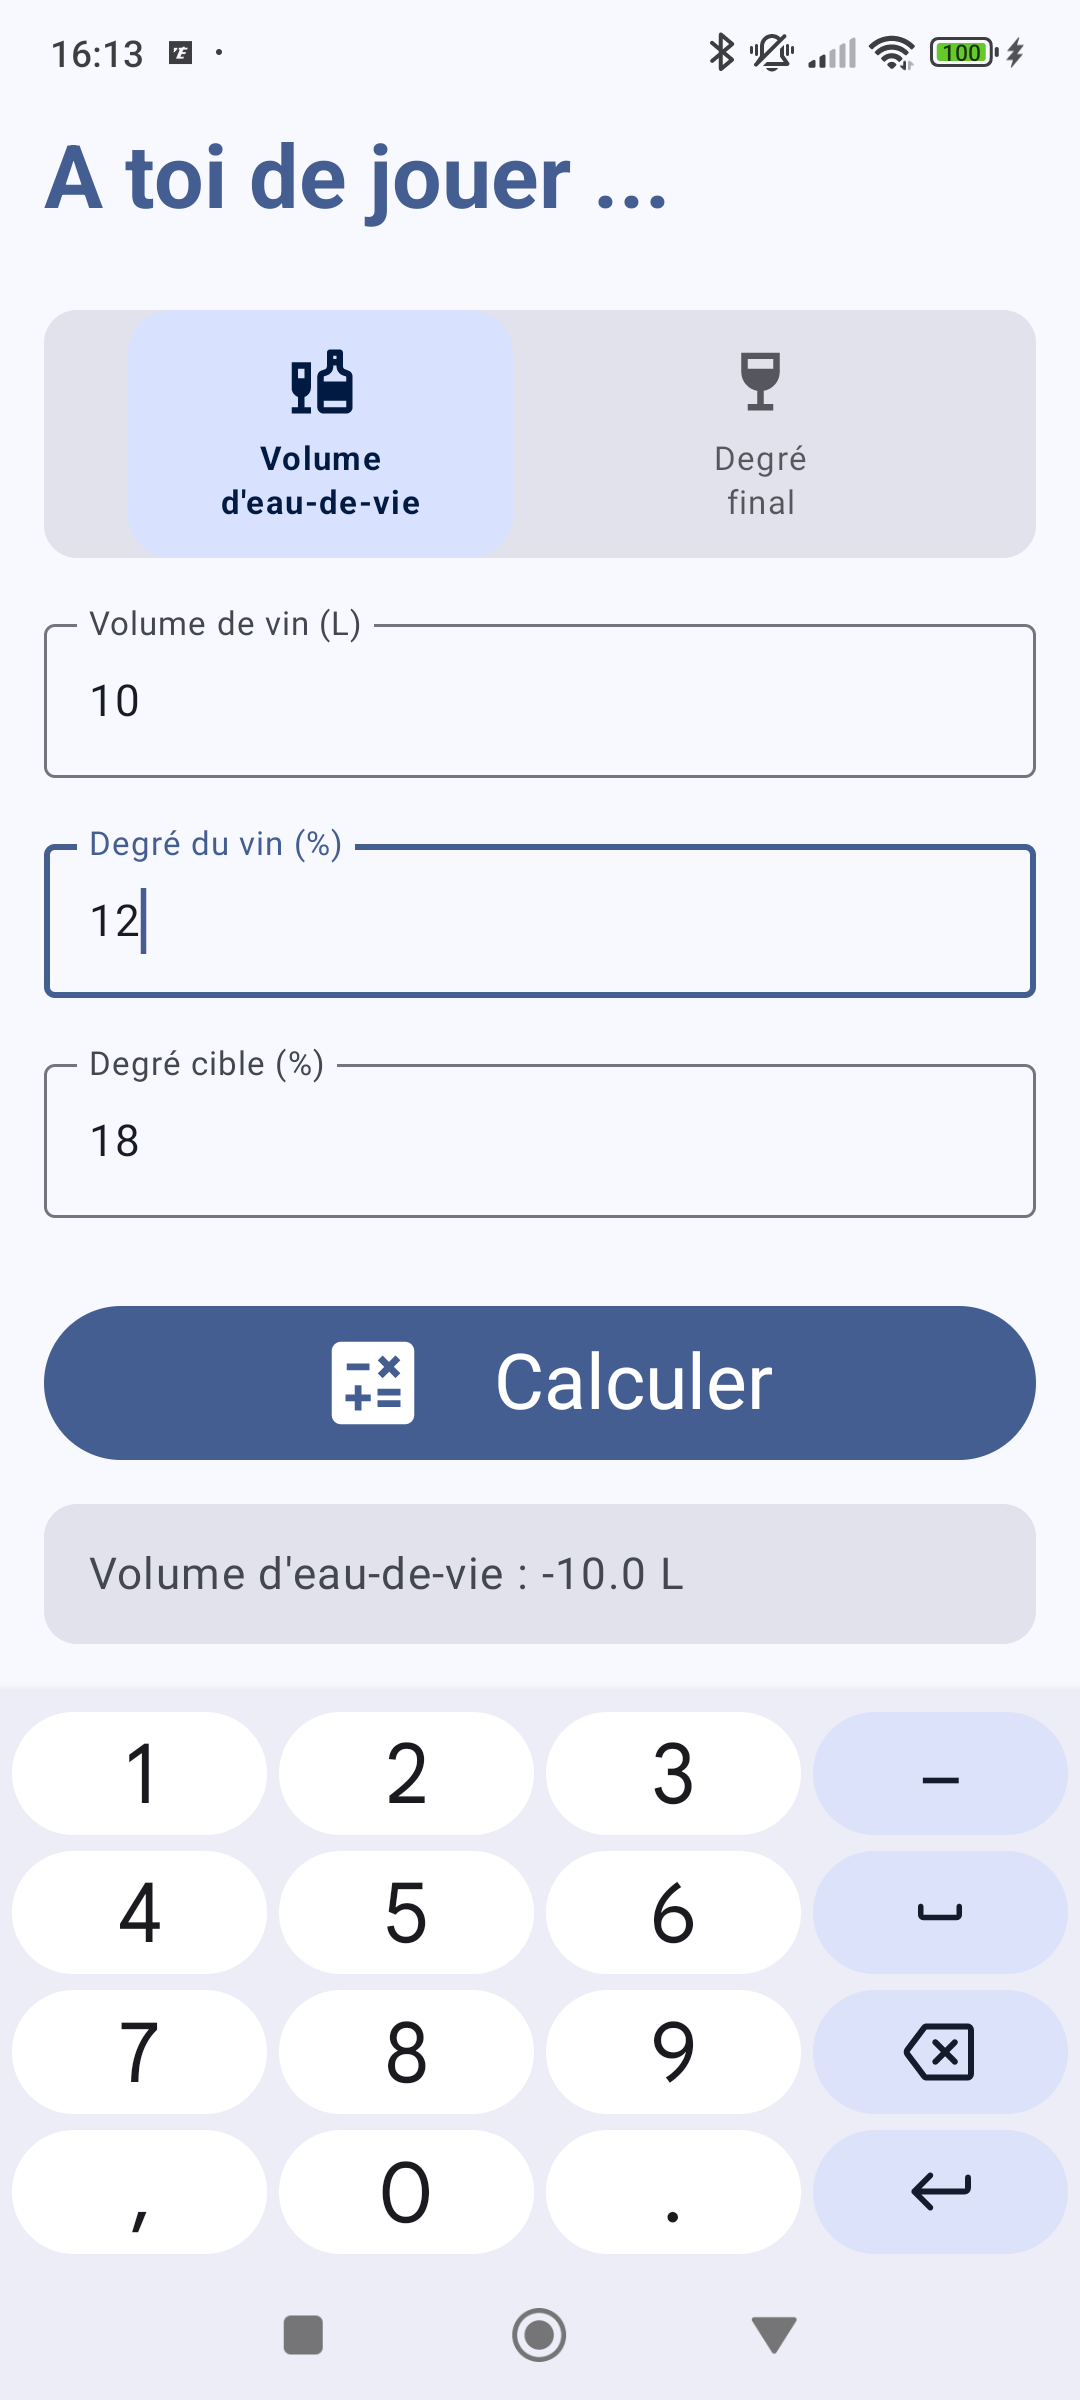 16:13
100
A toi de jouer ...
Volume
d'eau-de-vie
Degré
final
Volume de vin (L)
10
Degré du vin (%)
12
Degré cible (%)
18
Calculer
Volume d'eau-de-vie : -10.0 L
1 2 3 –
4 5 6
7 8 9
, 0 .